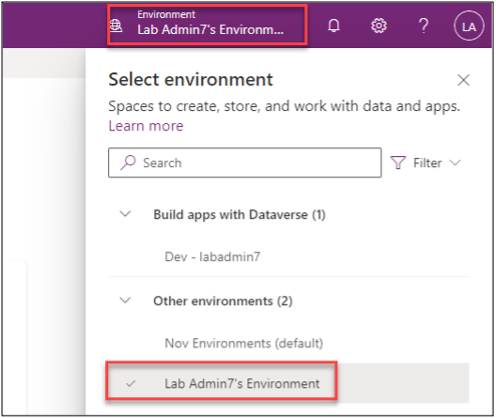 Environment
Lab Admin7's Environm...
LA
Select environment
Spaces to create, store, and work with data and apps.
Learn more
Search
Filter
Build apps with Dataverse (1)
Dev - labadmin7
Other environments (2)
Nov Environments (default)
Lab Admin7's Environment